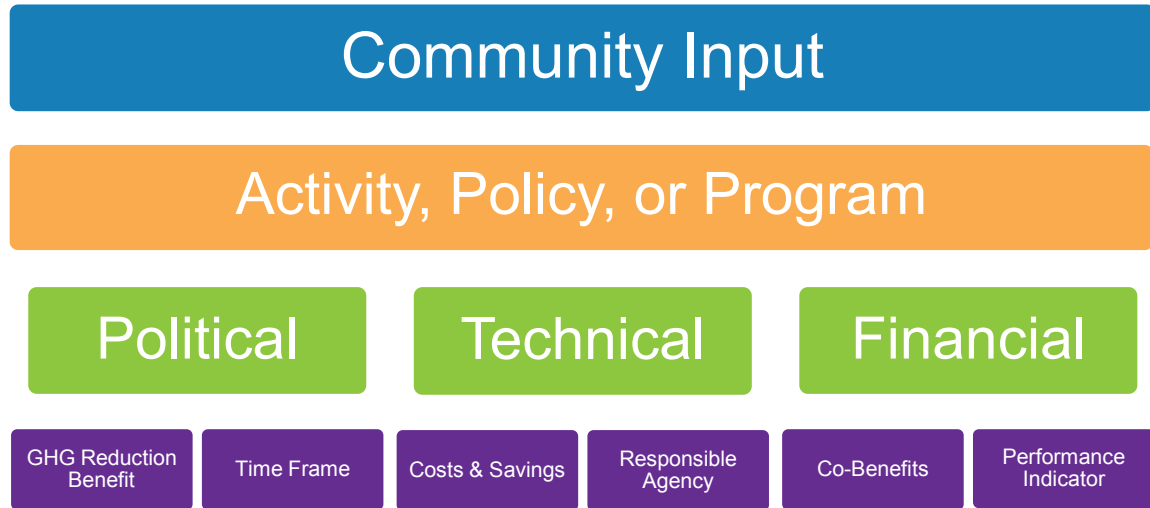 Community Input
Activity, Policy, or Program
Political
Technical
Financial
GHG Reduction
Benefit
Time Frame
Costs & Savings
Responsible
Agency
Co-Benefits
Performance
Indicator